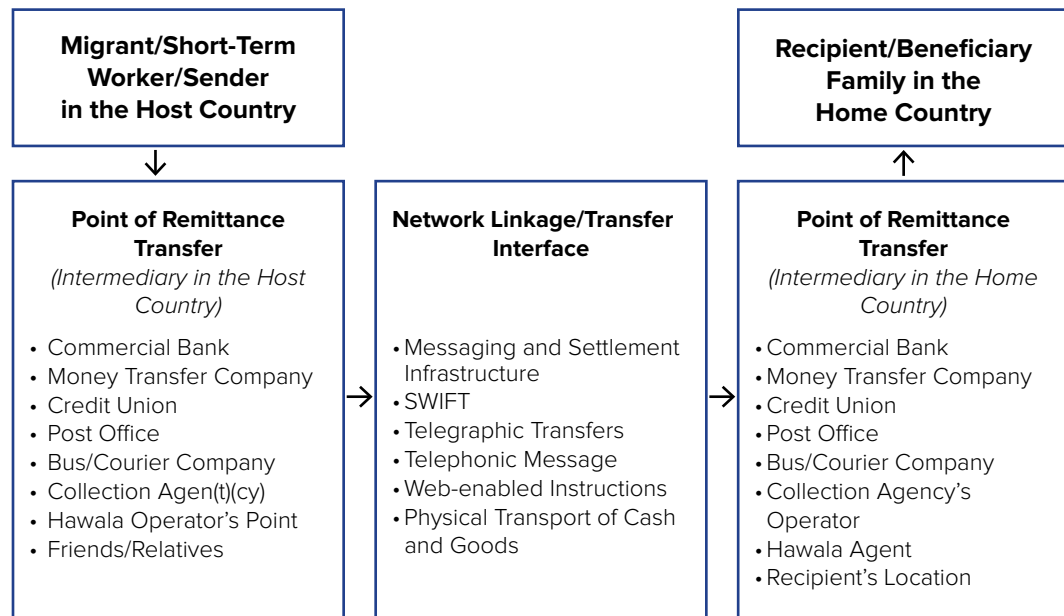 Migrant/Short-Term
Worker/Sender
in the Host Country
Recipient/Beneficiary
Family in the
Home Country
Point of Remittance
Transfer
(Intermediary in the Host
Country)
• Commercial Bank
• Money Transfer Company
• Credit Union
• Post Office
• Bus/Courier Company
• Collection Agen(t)(cy)
• Hawala Operator’s Point
• Friends/Relatives
Network Linkage/Transfer
Interface
• Messaging and Settlement
Infrastructure
• SWIFT
• Telegraphic Transfers
• Telephonic Message
• Web-enabled Instructions
• Physical Transport of Cash
and Goods
Point of Remittance
Transfer
(Intermediary in the Home
Country)
• Commercial Bank
• Money Transfer Company
• Credit Union
• Post Office
• Bus/Courier Company
• Collection Agency’s
Operator
• Hawala Agent
• Recipient’s Location